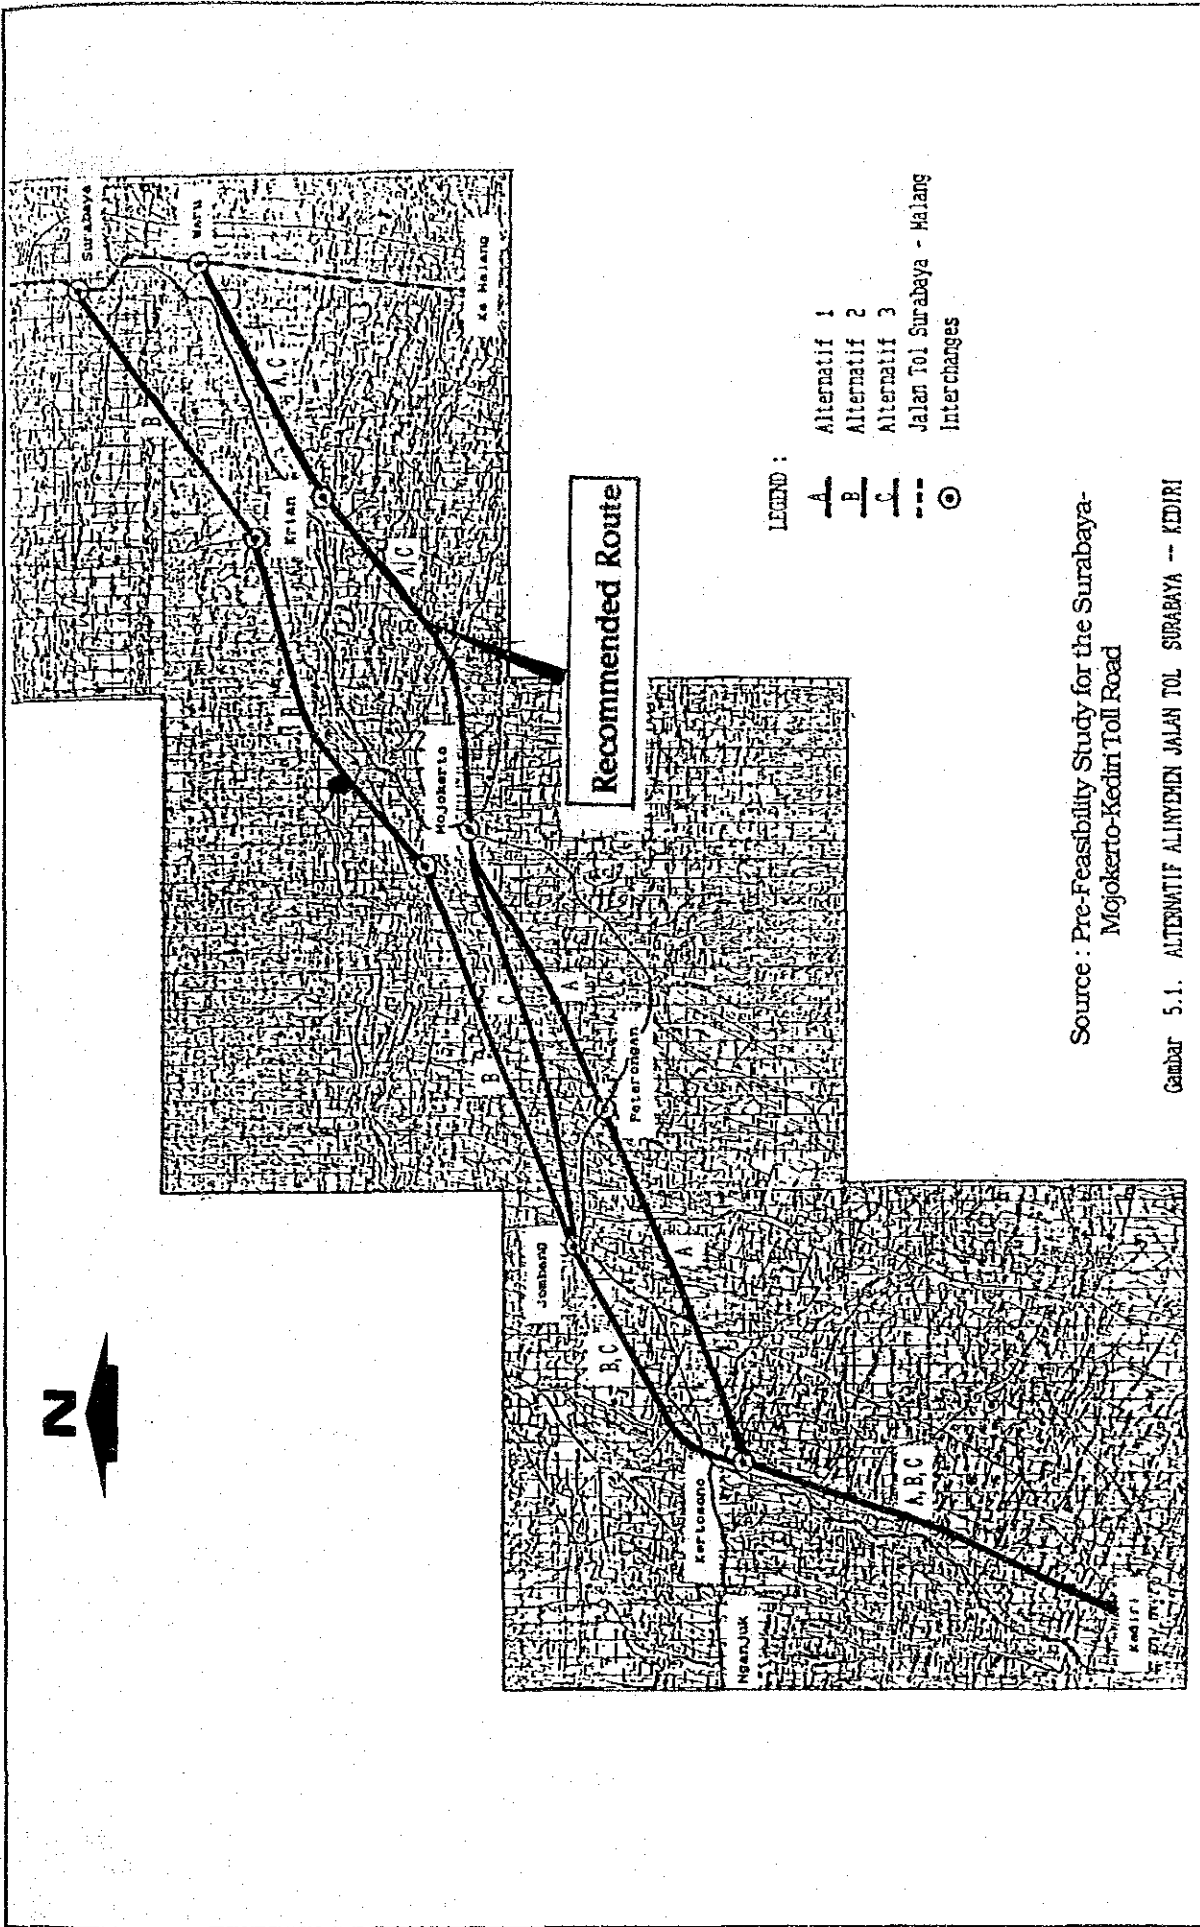 N
Surabaya
Waru
Ke Malang
B
A,C
Krian
A,C
B
Mojokerto
Recommended Route
B
C
A
Peterongan
Jombang
B,C
A
Kertosono
A,B,C
Nganjuk
Kediri
LEGEND :
A Alternatif 1
B Alternatif 2
C Alternatif 3
Jalan Tol Surabaya - Malang
Interchanges
Source : Pre-Feasibility Study for the Surabaya-
Mojokerto-Kediri Toll Road
Gambar 5.1. ALTERNATIF ALINYEMEN JALAN TOL SURABAYA -- KEDIRI